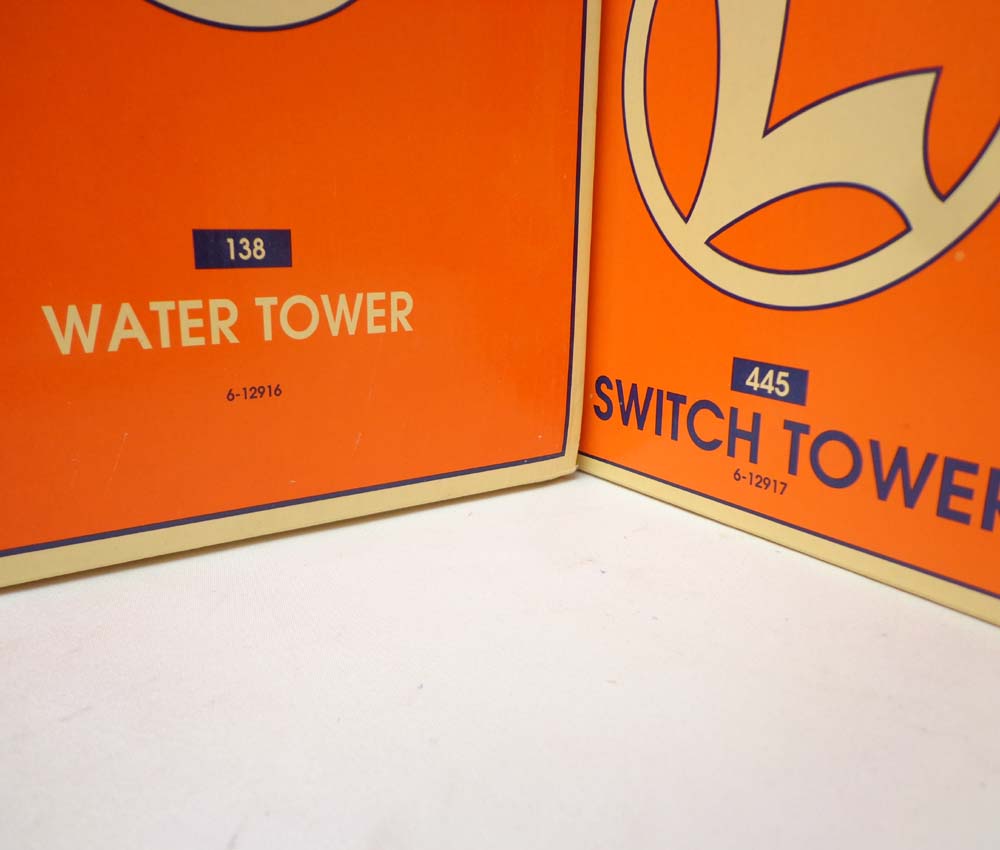 138
WATER TOWER
6-12916
445
SWITCH TOWER
6-12917